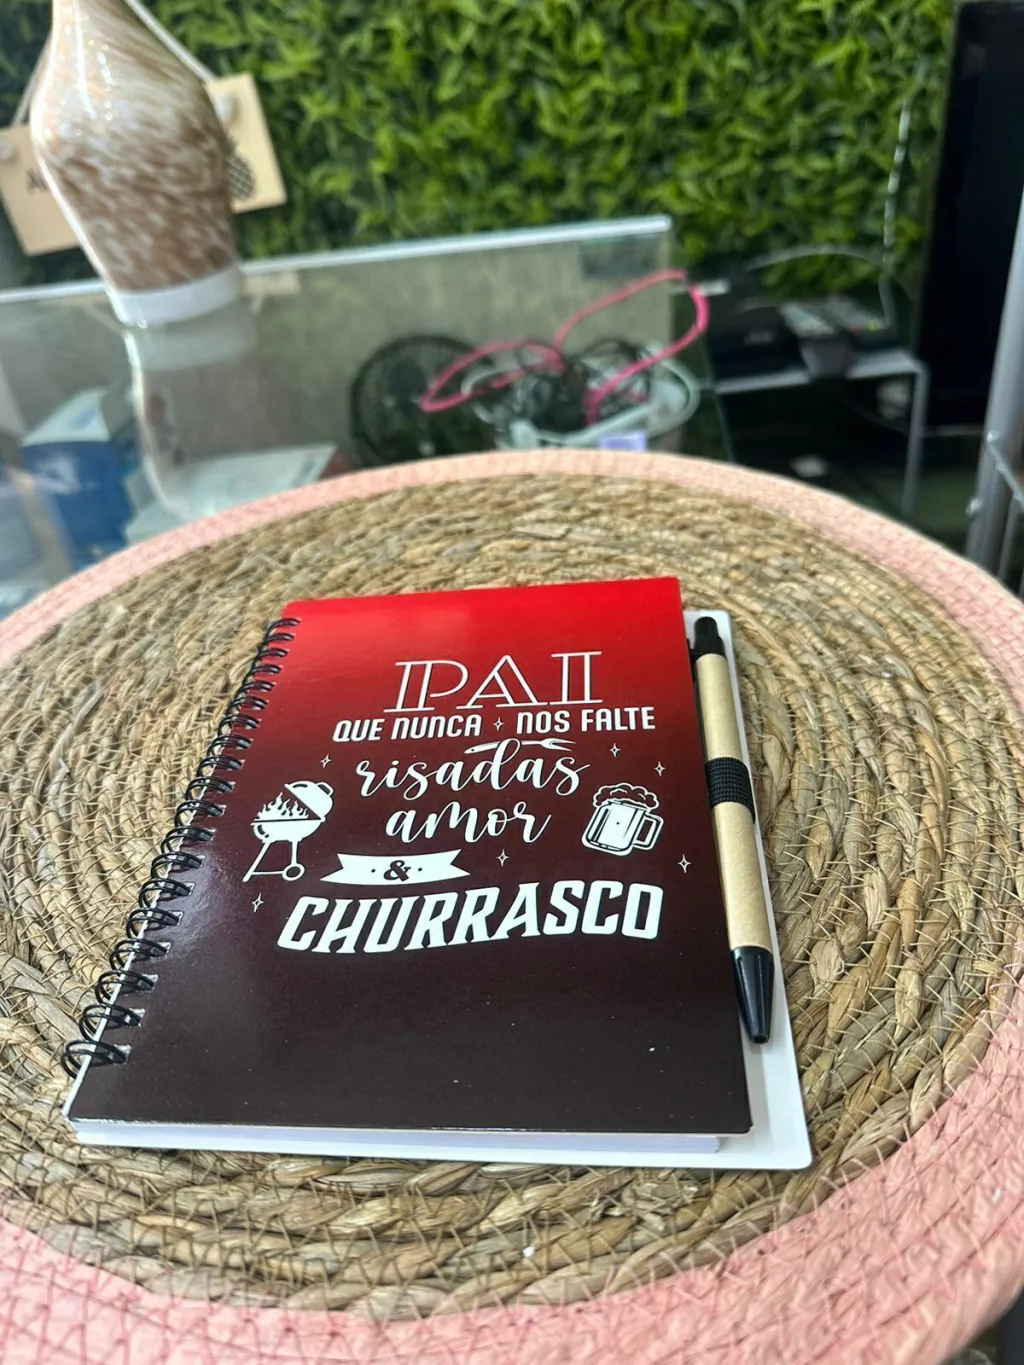 PAI
QUE NUNCA NOS FALTE
risadas
amor
&
CHURRASCO